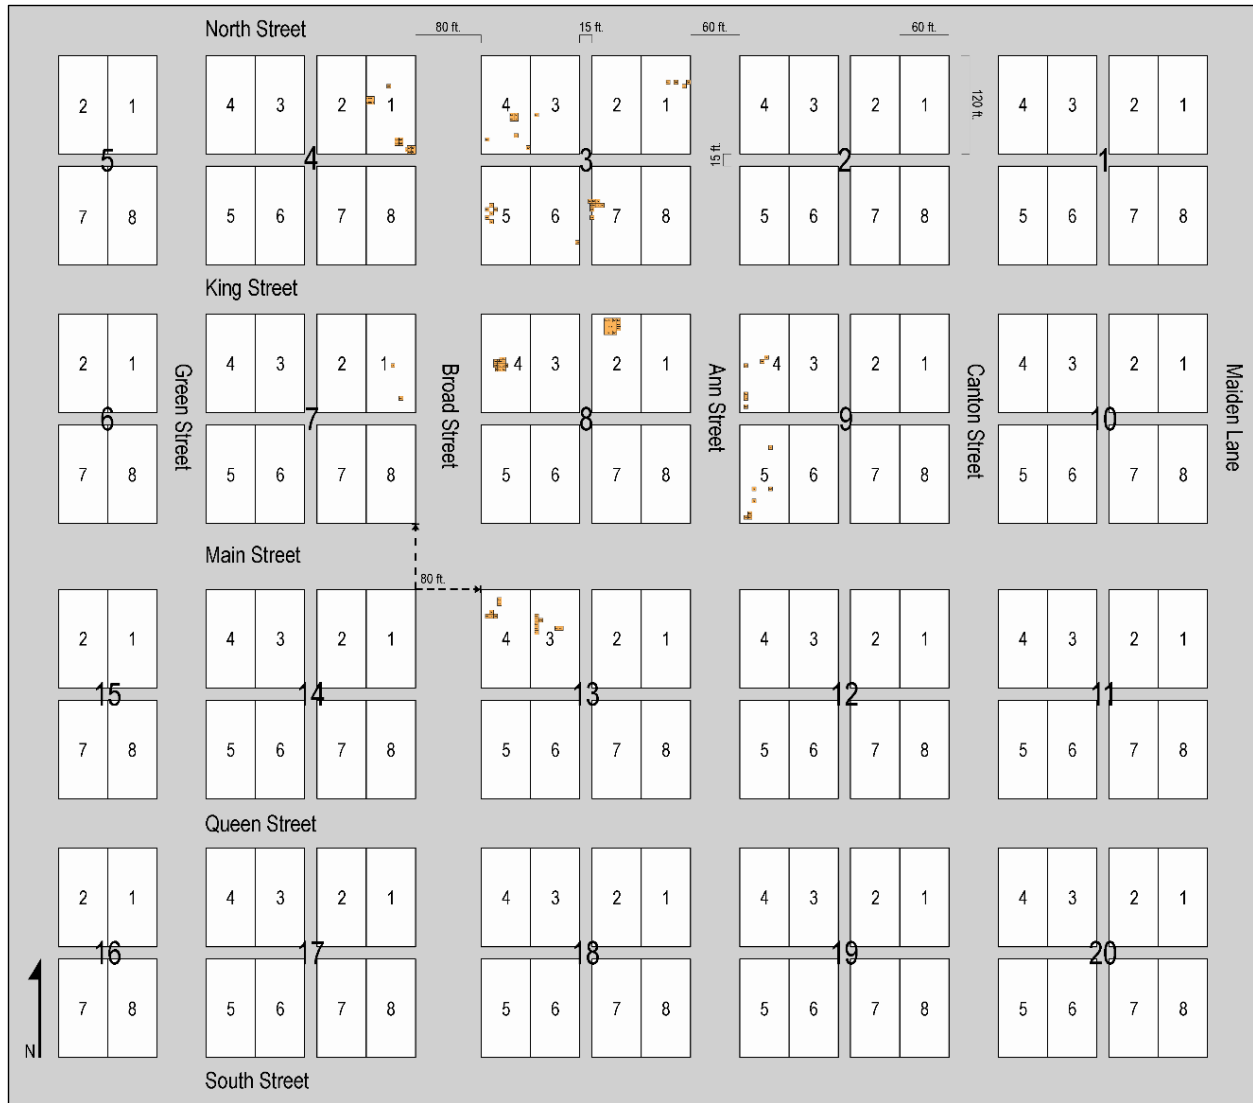 North Street
80 ft. 15 ft. 60 ft. 60 ft.
2 1 4 3 2 1 4 3 2 1 4 3 2 1 4 3 2 1
120 ft.
5 4 3 2 1
15 ft.
7 8 5 6 7 8 5 6 7 8 5 6 7 8 5 6 7 8
King Street
2 1 4 3 2 1 4 3 2 1 4 3 2 1 4 3 2 1
Green Street
Broad Street
Ann Street
Canton Street
Maiden Lane
6 7 8 9 10
7 8 5 6 7 8 5 6 7 8 5 6 7 8 5 6 7 8
Main Street
80 ft.
2 1 4 3 2 1 4 3 2 1 4 3 2 1 4 3 2 1
15 14 13 12 11
7 8 5 6 7 8 5 6 7 8 5 6 7 8 5 6 7 8
Queen Street
2 1 4 3 2 1 4 3 2 1 4 3 2 1 4 3 2 1
16 17 18 19 20
7 8 5 6 7 8 5 6 7 8 5 6 7 8 5 6 7 8
N
South Street